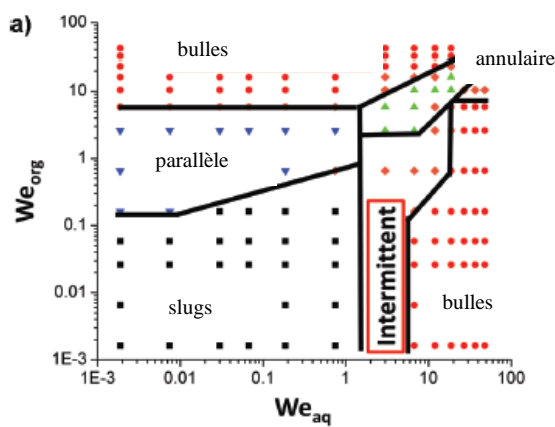 a)
bulles
annulaire
parallèle
slugs
Intermittent
bulles
We_org
100
10
1
0.1
0.01
1E-3
1E-3
0.01
0.1
1
10
100
We_aq